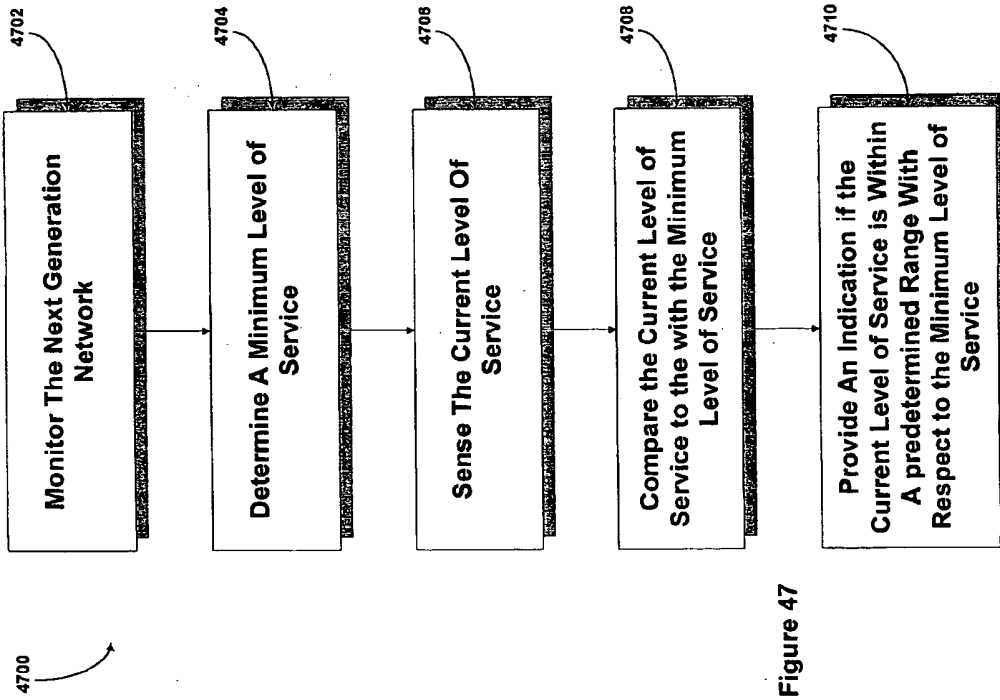 4700
4702
Monitor The Next Generation
Network
4704
Determine A Minimum Level of
Service
4706
Sense The Current Level Of
Service
4708
Compare the Current Level of
Service to the with the Minimum
Level of Service
4710
Provide An Indication if the
Current Level of Service is Within
A predetermined Range With
Respect to the Minimum Level of
Service
Figure 47